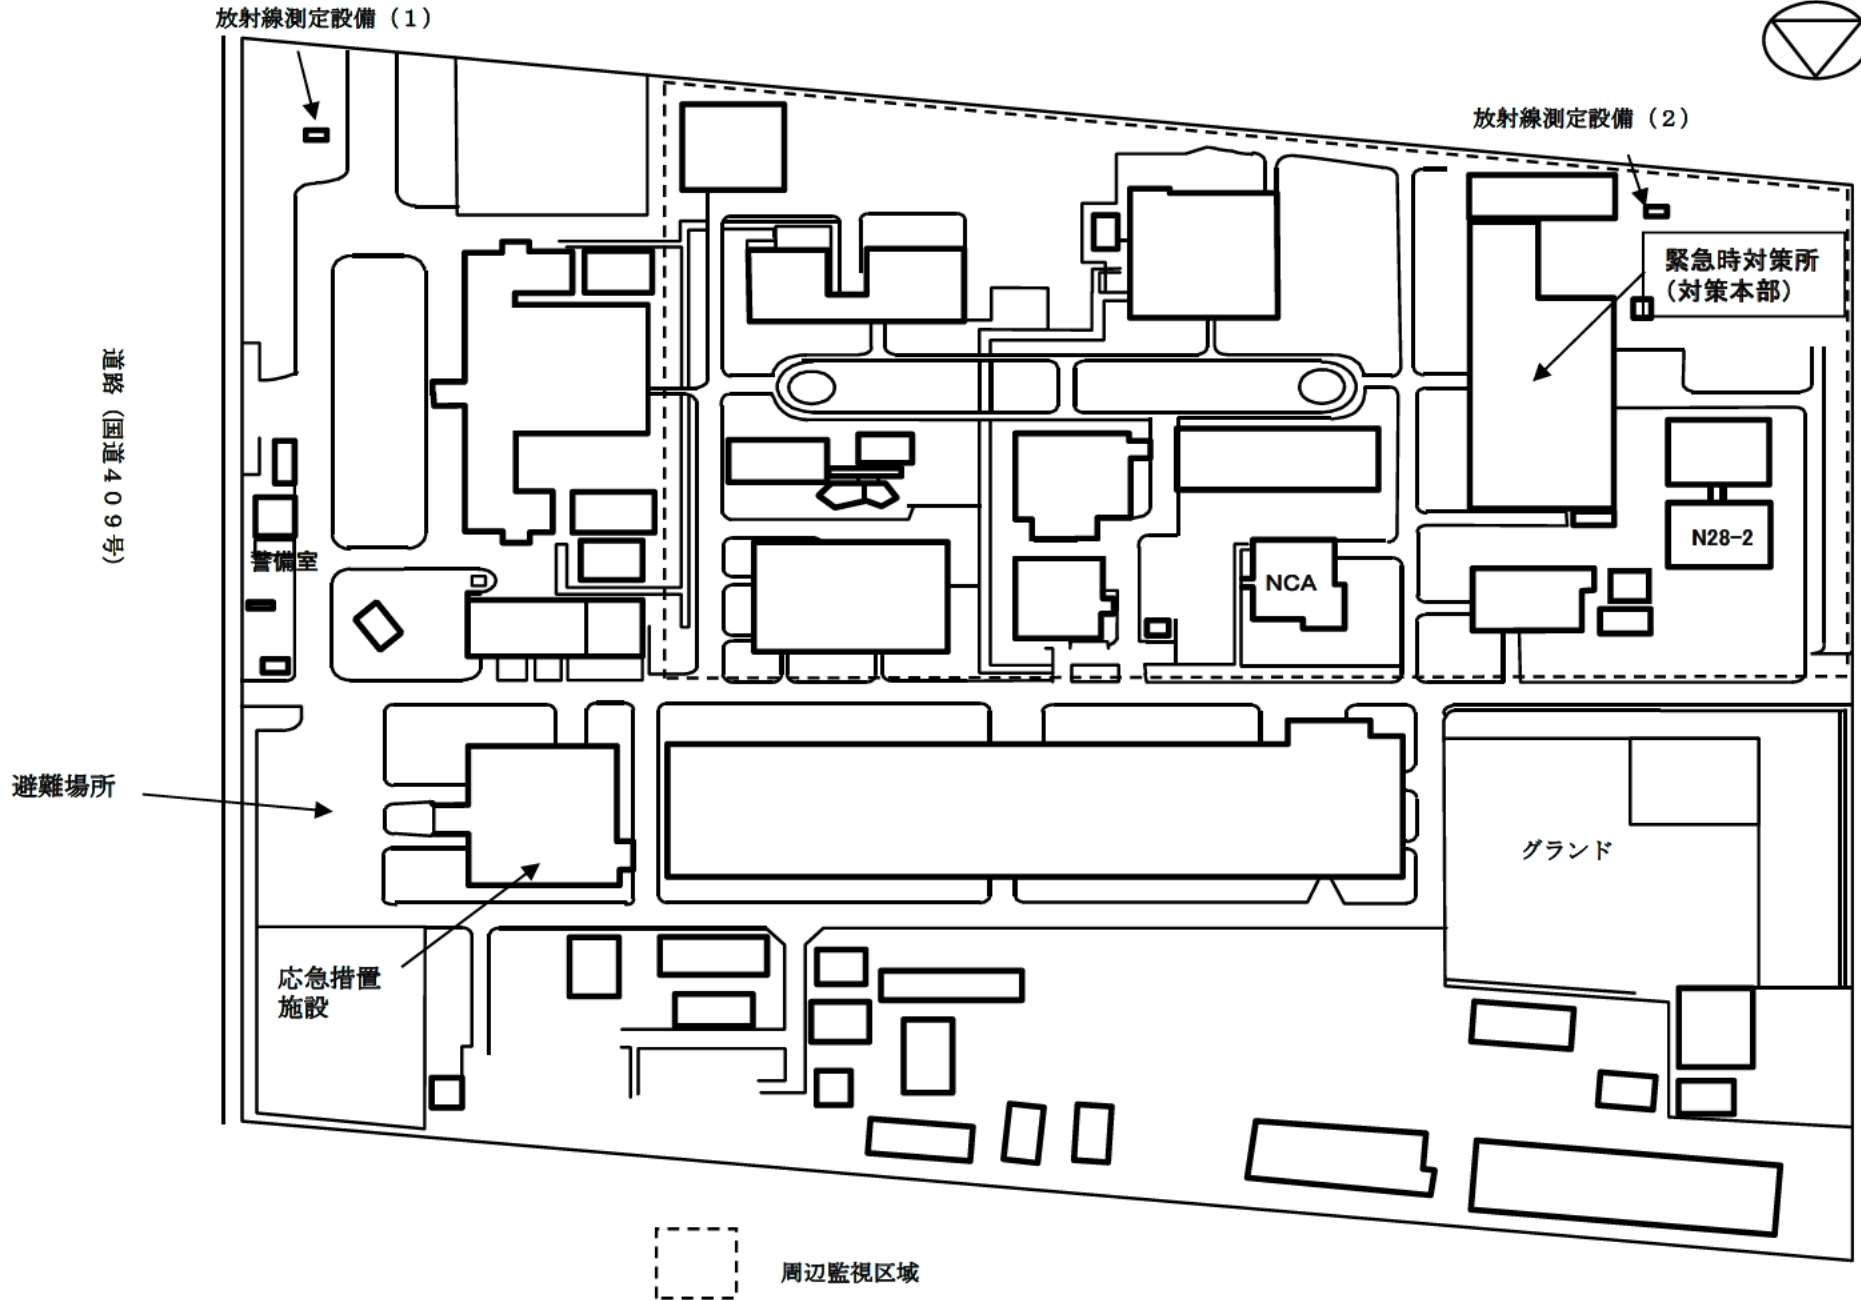 放射線測定設備（１）
放射線測定設備（２）
緊急時対策所
（対策本部）
道路（国道４０９号）
N28-2
警備室
NCA
避難場所
グランド
応急措置
施設
周辺監視区域